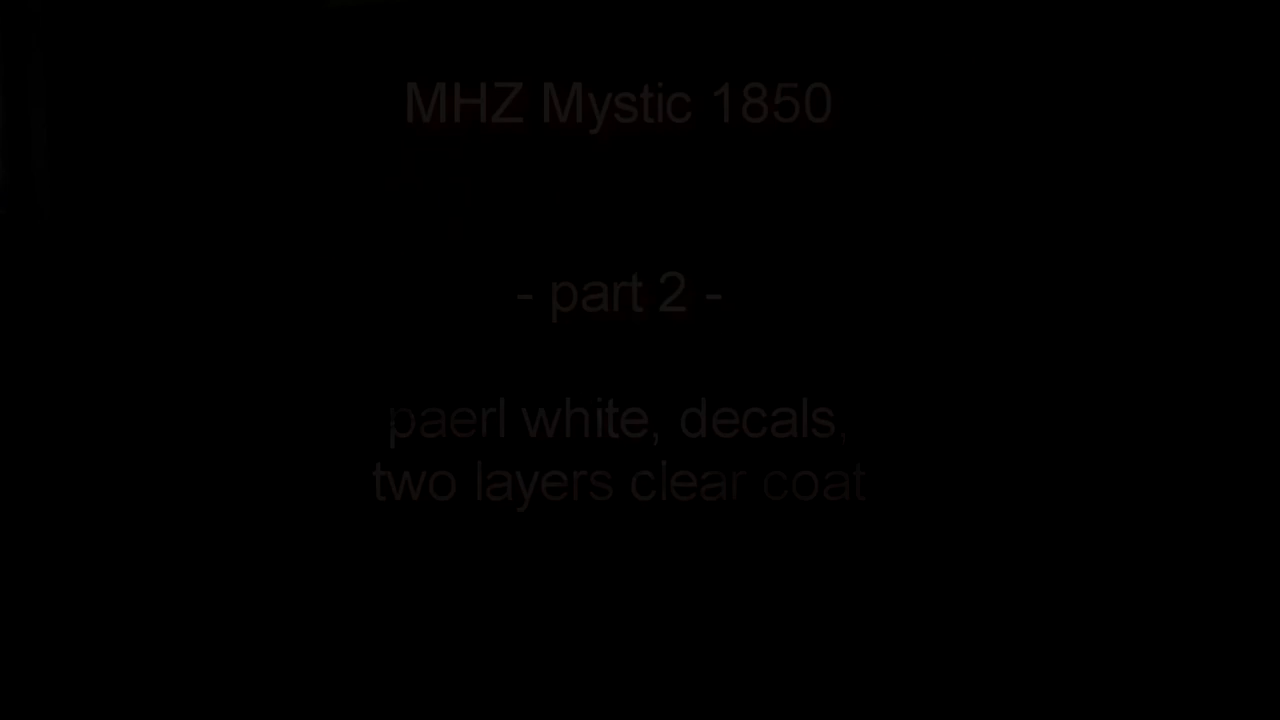 MHZ Mystic 1850
- part 2 -
paerl white, decals,
two layers clear coat